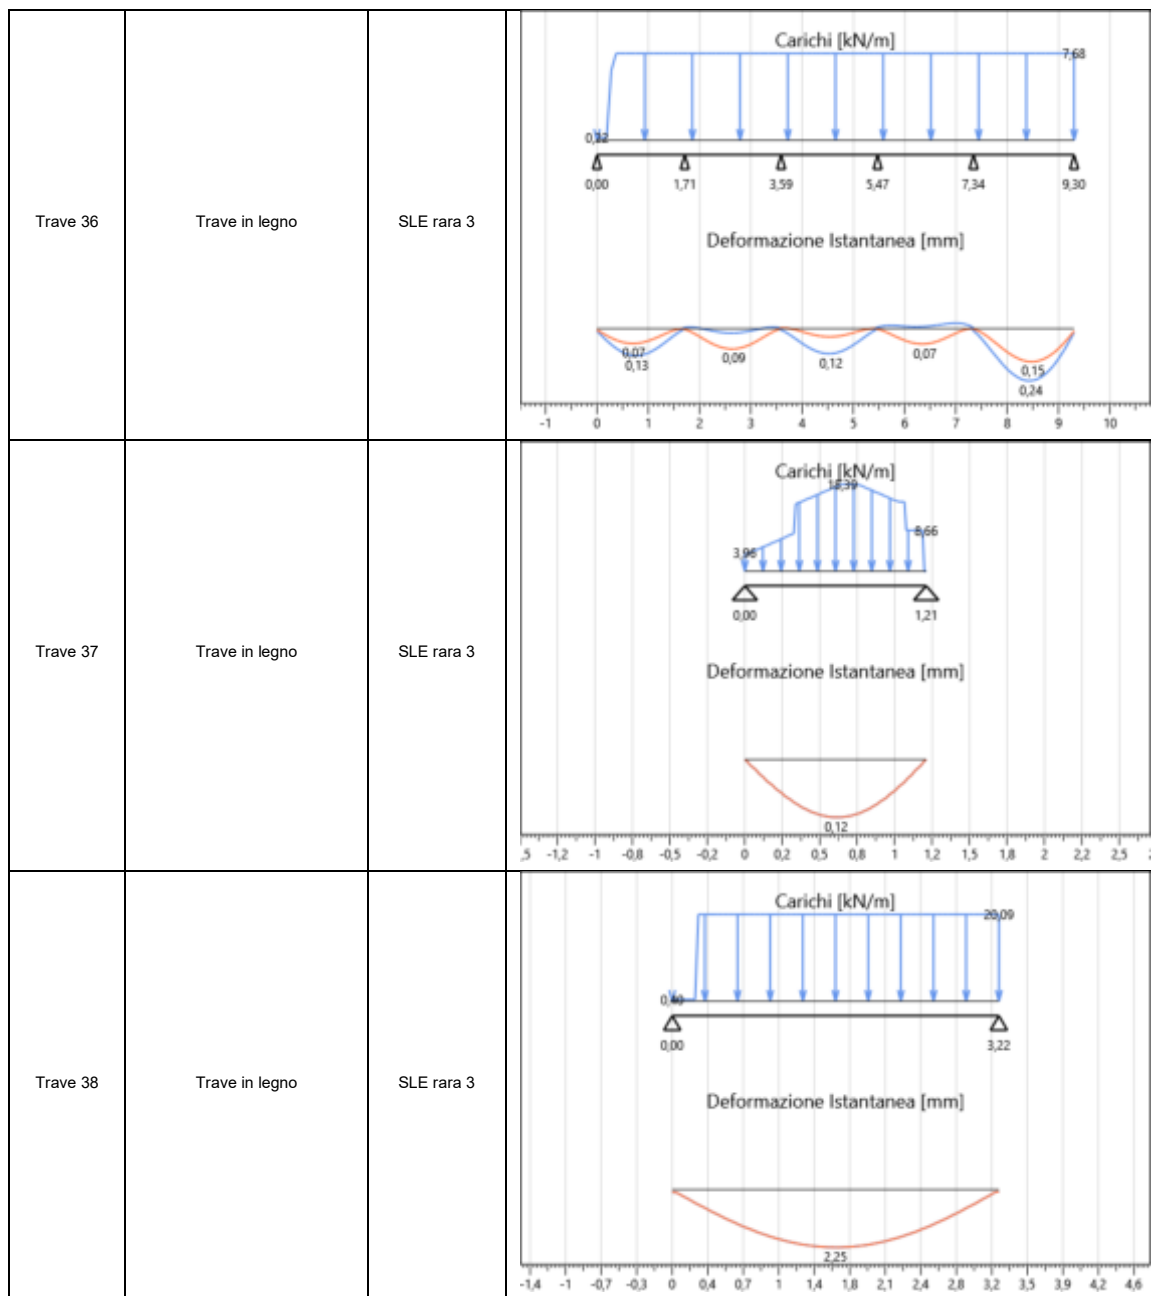 Trave 36
Trave in legno
SLE rara 3
Carichi [kN/m]
7,68
0,22
0,00 1,71 3,59 5,47 7,34 9,30
Deformazione Istantanea [mm]
0,07 0,09 0,12 0,07 0,15
0,13 0,24
-1 0 1 2 3 4 5 6 7 8 9 10
Trave 37
Trave in legno
SLE rara 3
Carichi [kN/m]
8,66
0,00 1,21
Deformazione Istantanea [mm]
0,12
-1,2 -1 -0,8 -0,5 -0,2 0 0,2 0,5 0,8 1 1,2 1,5 1,8 2 2,2 2,5
Trave 38
Trave in legno
SLE rara 3
Carichi [kN/m]
20,09
0,00 3,22
Deformazione Istantanea [mm]
2,25
-1,4 -1 -0,7 -0,3 0 0,4 0,7 1 1,4 1,8 2,1 2,4 2,8 3,2 3,5 3,9 4,2 4,6